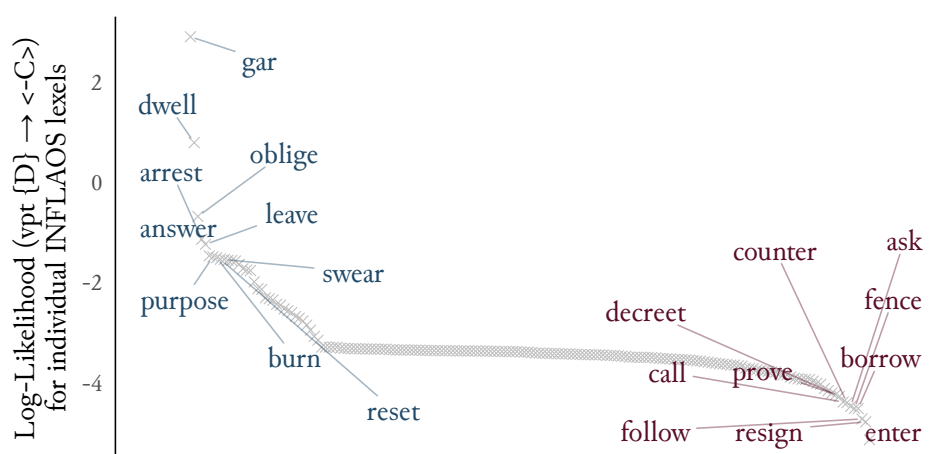 Log-Likelihood (vpt {D} → <-C>)
for individual INFLAOS lexels
2
0
-2
-4
gar
dwell
oblige
arrest
leave
answer
swear
purpose
burn
reset
counter
ask
fence
decreet
borrow
call
prove
follow
resign
enter